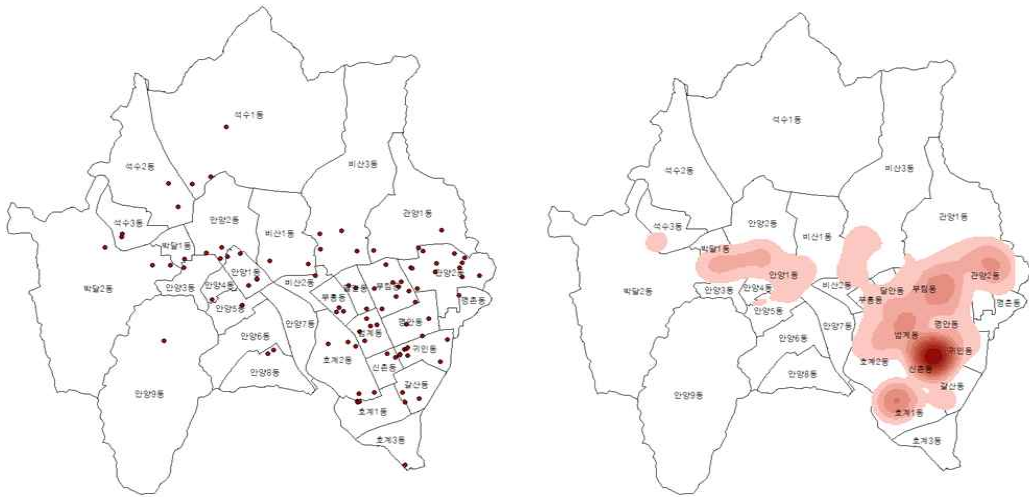 석수1동
석수2동
비산3동
석수3동
안양2동
관양1동
박달1동
비산1동
박달2동
안양3동
안양1동
안양4동
비산2동
부흥동
달안동
부림동
관양2동
평촌동
안양5동
안양6동
안양7동
범계동
평안동
호계2동
신촌동
귀인동
안양8동
갈산동
안양9동
호계1동
호계3동
석수1동
석수2동
비산3동
석수3동
안양2동
관양1동
박달1동
비산1동
박달2동
안양3동
안양1동
안양4동
비산2동
부흥동
달안동
부림동
관양2동
평촌동
안양5동
안양6동
안양7동
범계동
평안동
호계2동
신촌동
귀인동
안양8동
갈산동
안양9동
호계1동
호계3동